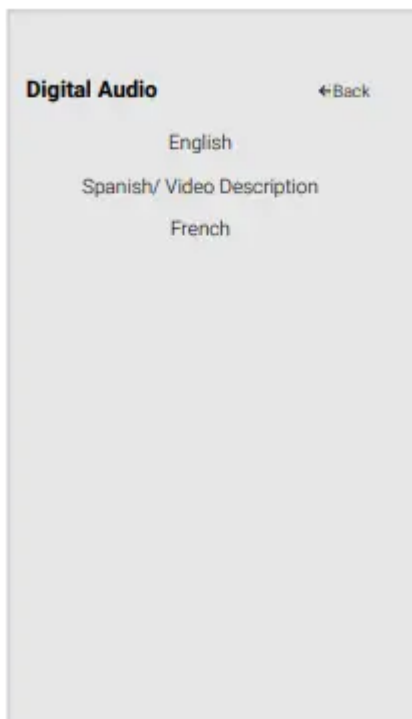 Digital Audio
←Back
English
Spanish/ Video Description
French